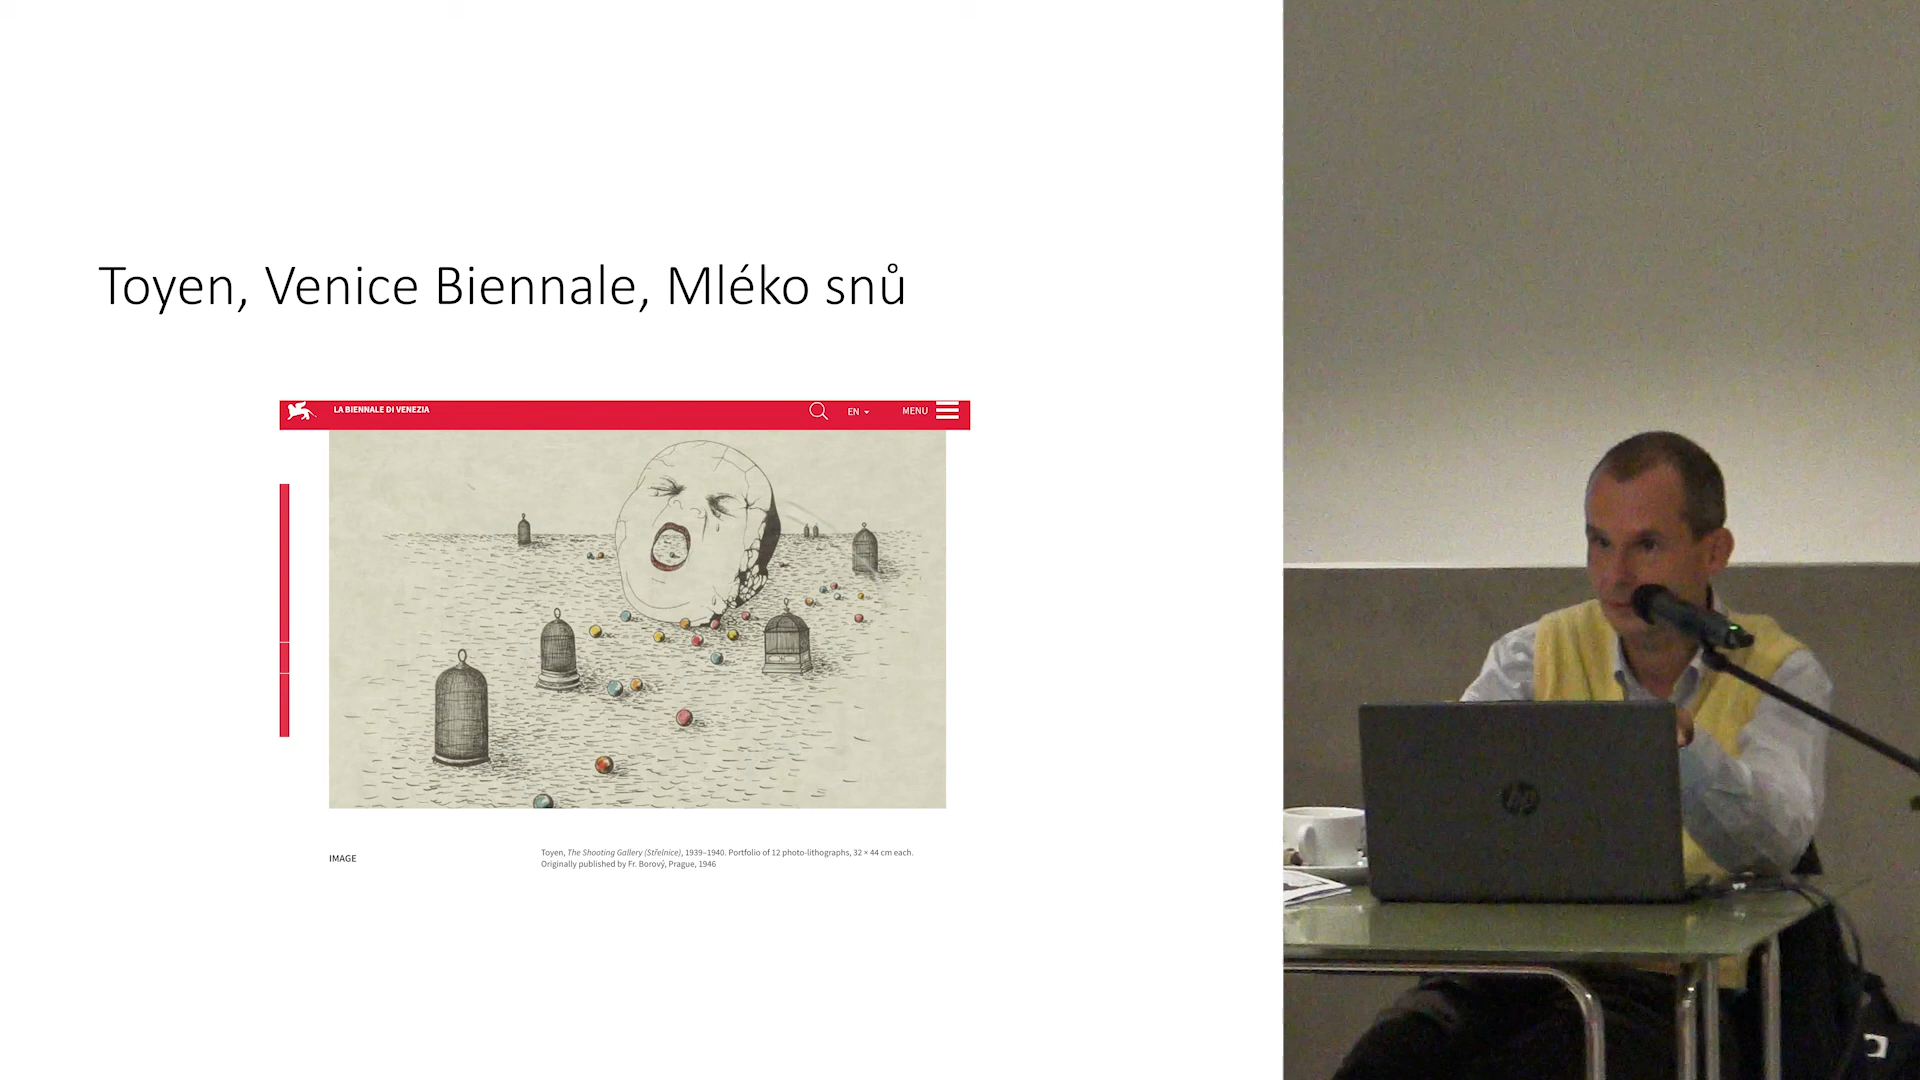 Toyen, Venice Biennale, Mléko snů
LA BIENNALE DI VENEZIA
EN
MENU
IMAGE
Toyen, The Shooting Gallery (Střelnice), 1939–1940. Portfolio of 12 photo-lithographs, 32 × 44 cm each.
Originally published by Fr. Borový, Prague, 1946
hp